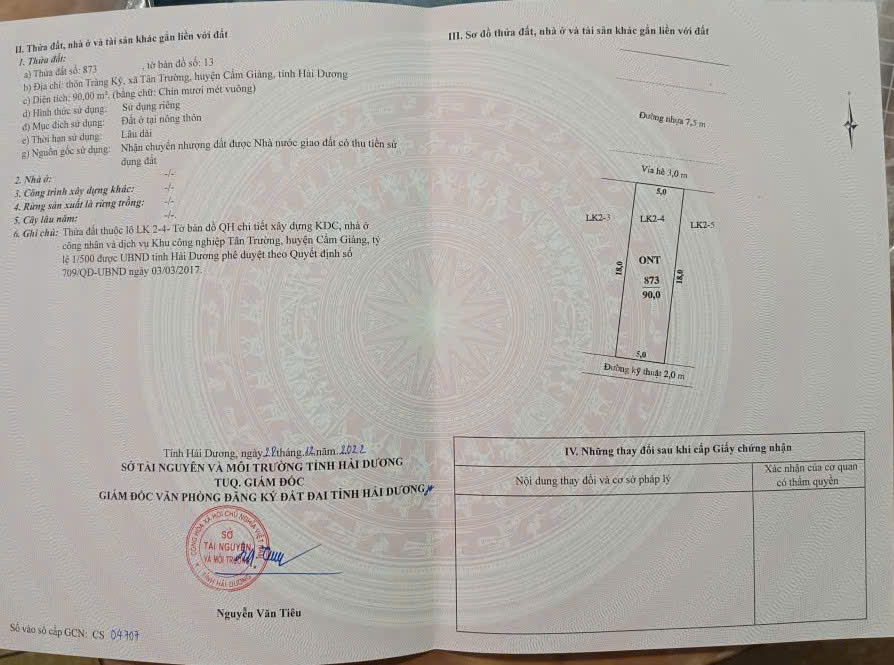 II. Thửa đất, nhà ở và tài sản khác gắn liền với đất
1. Thửa đất:
a) Thửa đất số: 873 , tờ bản đồ số: 13
b) Địa chỉ: thôn Tràng Kỹ, xã Tân Trường, huyện Cẩm Giàng, tỉnh Hải Dương
c) Diện tích: 90,00 m². (bằng chữ: Chín mươi mét vuông)
d) Hình thức sử dụng: Sử dụng riêng
đ) Mục đích sử dụng: Đất ở tại nông thôn
e) Thời hạn sử dụng: Lâu dài
g) Nguồn gốc sử dụng: Nhận chuyển nhượng đất được Nhà nước giao đất có thu tiền sử
dụng đất
2. Nhà ở: -/-
3. Công trình xây dựng khác: -/-
4. Rừng sản xuất là rừng trồng: -/-
5. Cây lâu năm: -/-
6. Ghi chú: Thửa đất thuộc lô LK 2-4- Tờ bản đồ QH chi tiết xây dựng KDC, nhà ở
công nhân và dịch vụ Khu công nghiệp Tân Trường, huyện Cẩm Giàng, tỷ
lệ 1/500 được UBND tỉnh Hải Dương phê duyệt theo Quyết định số
709/QĐ-UBND ngày 03/03/2017.
Tỉnh Hải Dương, ngày 28 tháng 12 năm 2022
SỞ TÀI NGUYÊN VÀ MÔI TRƯỜNG TỈNH HẢI DƯƠNG
TUQ. GIÁM ĐỐC
GIÁM ĐỐC VĂN PHÒNG ĐĂNG KÝ ĐẤT ĐAI TỈNH HẢI DƯƠNG
CỘNG HÒA XÃ HỘI CHỦ NGHĨA VIỆT
SỞ
TÀI NGUYÊN
VÀ MÔI TRƯỜNG
TỈNH HẢI DƯƠNG
Nguyễn Văn Tiêu
Số vào sổ cấp GCN: CS 04707
III. Sơ đồ thửa đất, nhà ở và tài sản khác gắn liền với đất
Đường nhựa 7,5 m
Vỉa hè 3,0 m
5,0
LK2-3
LK2-4
LK2-5
ONT
18,0
873
18,0
90,0
5,0
Đường kỹ thuật 2,0 m
IV. Những thay đổi sau khi cấp Giấy chứng nhận
Nội dung thay đổi và cơ sở pháp lý
Xác nhận của cơ quan
có thẩm quyền